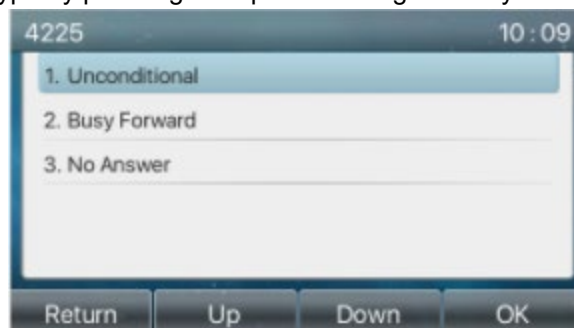 4225 10:09
1. Unconditional
2. Busy Forward
3. No Answer
Return Up Down OK